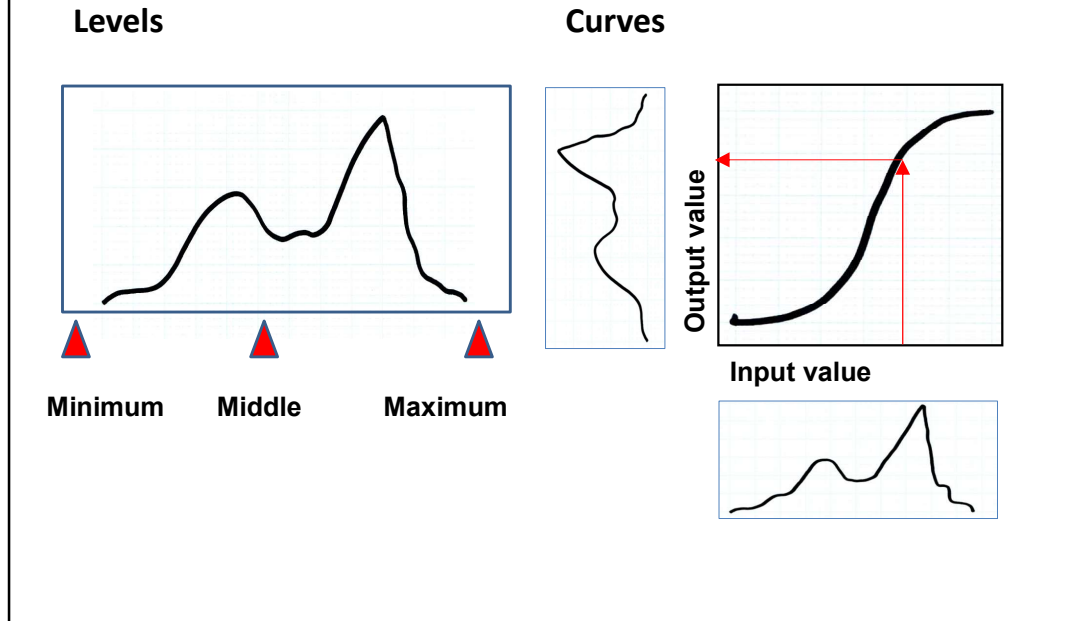 Levels
Curves
Output value
Input value
Minimum
Middle
Maximum